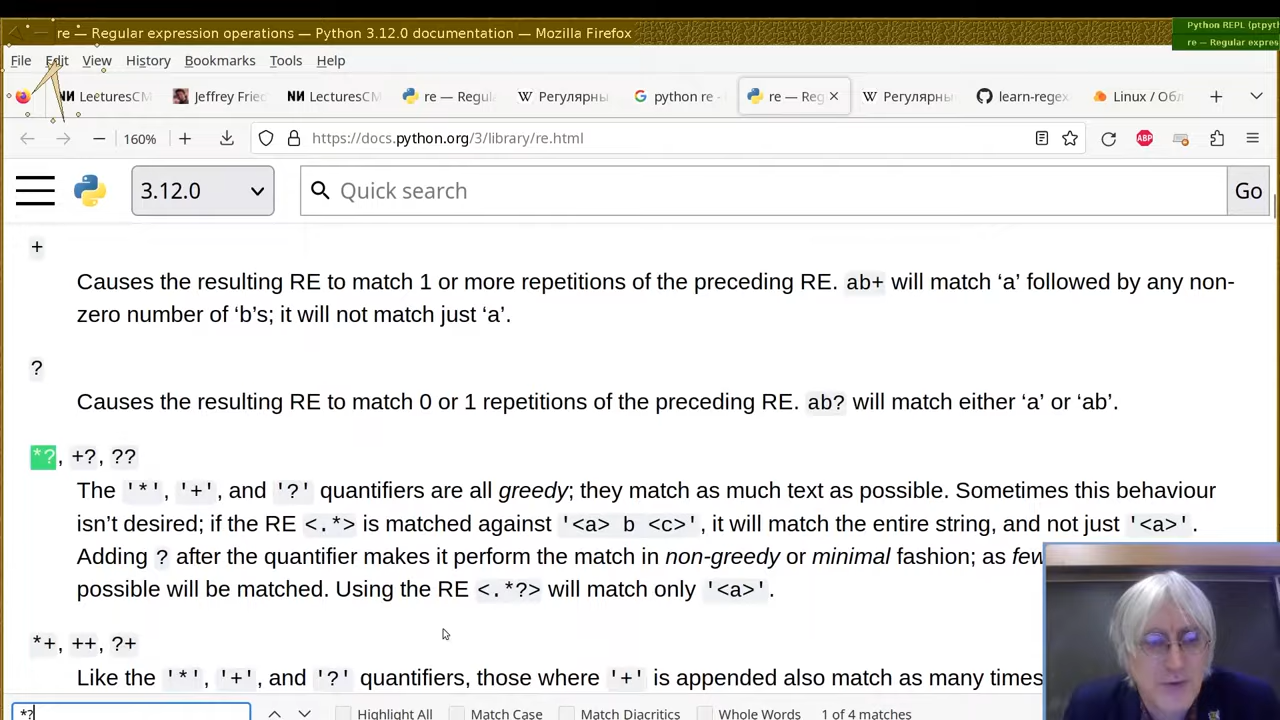 Python REPL (ptpy
re — Regular expression operations — Python 3.12.0 documentation — Mozilla Firefox
re — Regular expres
File Edit View History Bookmarks Tools Help
LecturesCM Jeffrey Fried LecturesCM re — Regula Регулярны python re - re — Reg Регулярны learn-regex Linux / Обл
160% https://docs.python.org/3/library/re.html
3.12.0 Quick search Go
+
Causes the resulting RE to match 1 or more repetitions of the preceding RE. ab+ will match ‘a’ followed by any non-
zero number of ‘b’s; it will not match just ‘a’.
?
Causes the resulting RE to match 0 or 1 repetitions of the preceding RE. ab? will match either ‘a’ or ‘ab’.
*?, +?, ??
The '*', '+', and '?' quantifiers are all greedy; they match as much text as possible. Sometimes this behaviour
isn’t desired; if the RE <.*> is matched against '<a> b <c>', it will match the entire string, and not just '<a>'.
Adding ? after the quantifier makes it perform the match in non-greedy or minimal fashion; as few
possible will be matched. Using the RE <.*?> will match only '<a>'.
*+, ++, ?+
Like the '*', '+', and '?' quantifiers, those where '+' is appended also match as many times
*? Highlight All Match Case Match Diacritics Whole Words 1 of 4 matches